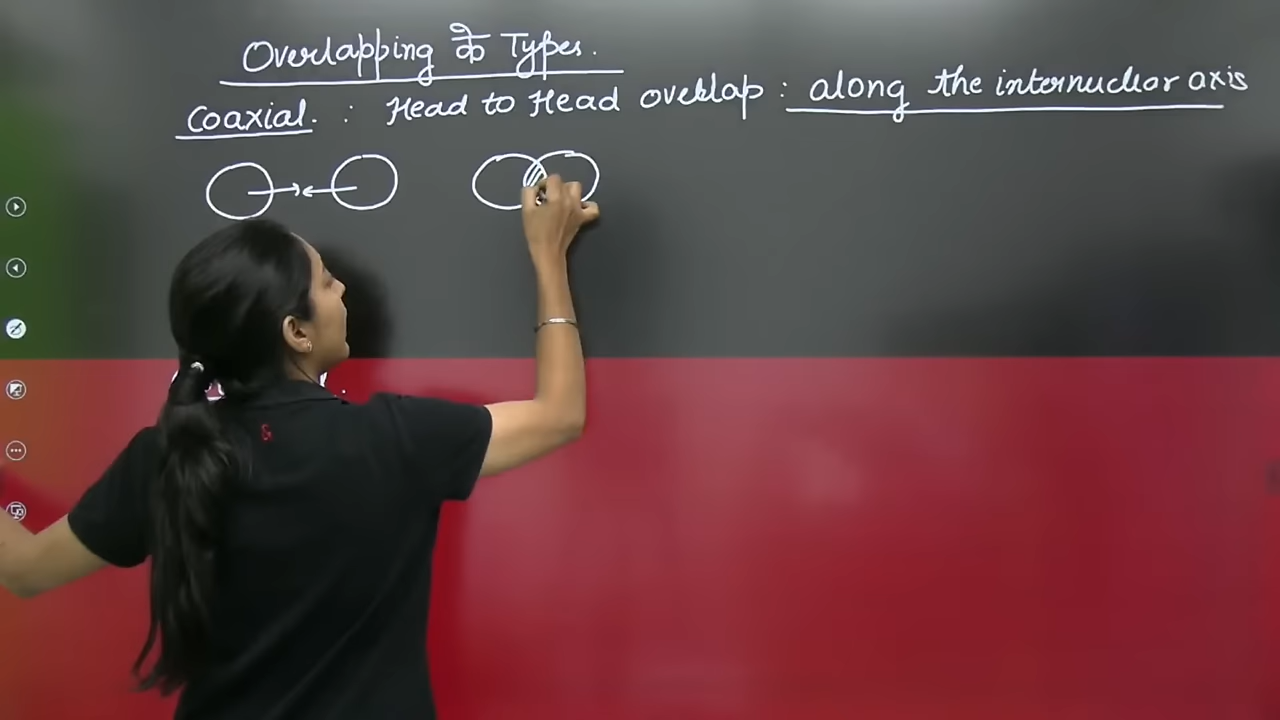 Overlapping के Types.
Coaxial. : Head to Head overlap : along the internuclear axis